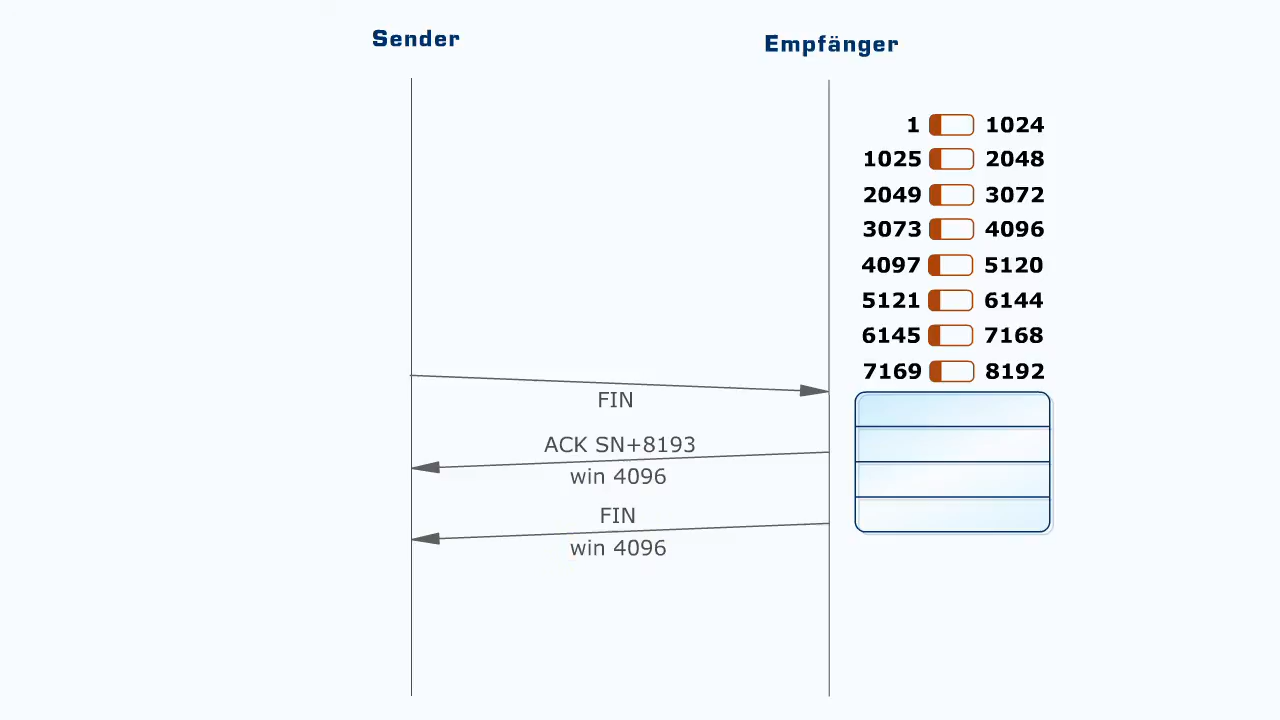 Sender
Empfänger
1 1024
1025 2048
2049 3072
3073 4096
4097 5120
5121 6144
6145 7168
7169 8192
FIN
ACK SN+8193
win 4096
FIN
win 4096